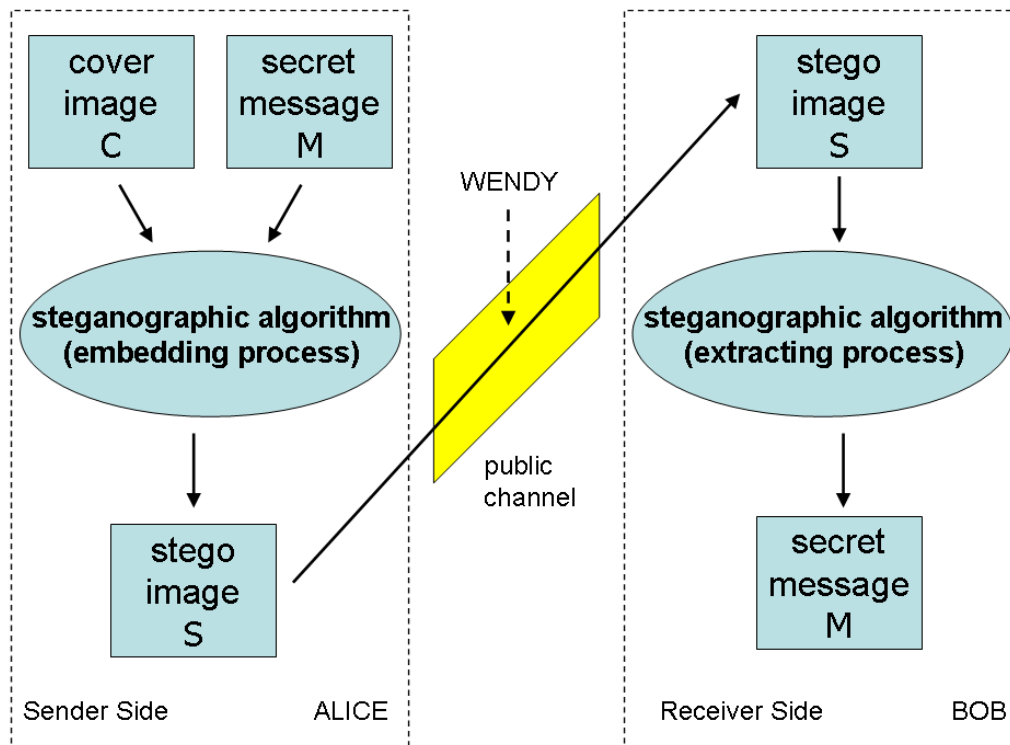 cover
image
C
secret
message
M
steganographic algorithm
(embedding process)
stego
image
S
Sender Side
ALICE
WENDY
public
channel
stego
image
S
steganographic algorithm
(extracting process)
secret
message
M
Receiver Side
BOB